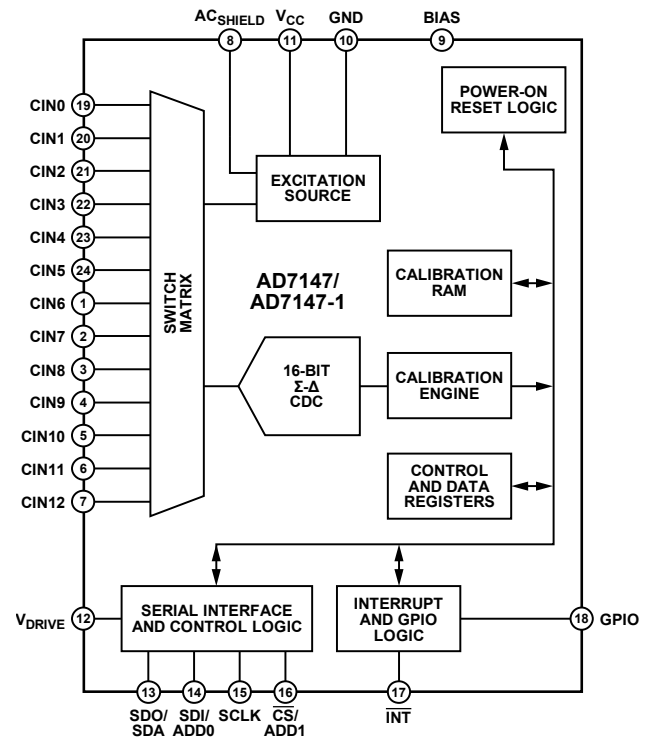 ACSHIELD
VCC
GND
BIAS
8
11
10
9
POWER-ON
RESET LOGIC
CIN0 19
CIN1 20
CIN2 21
CIN3 22
CIN4 23
CIN5 24
CIN6 1
CIN7 2
CIN8 3
CIN9 4
CIN10 5
CIN11 6
CIN12 7
SWITCH
MATRIX
EXCITATION
SOURCE
AD7147/
AD7147-1
CALIBRATION
RAM
16-BIT
Σ-Δ
CDC
CALIBRATION
ENGINE
CONTROL
AND DATA
REGISTERS
VDRIVE 12
SERIAL INTERFACE
AND CONTROL LOGIC
INTERRUPT
AND GPIO
LOGIC
18 GPIO
13
14
15
16
17
SDO/
SDA
SDI/
ADD0
SCLK
CS/
ADD1
INT